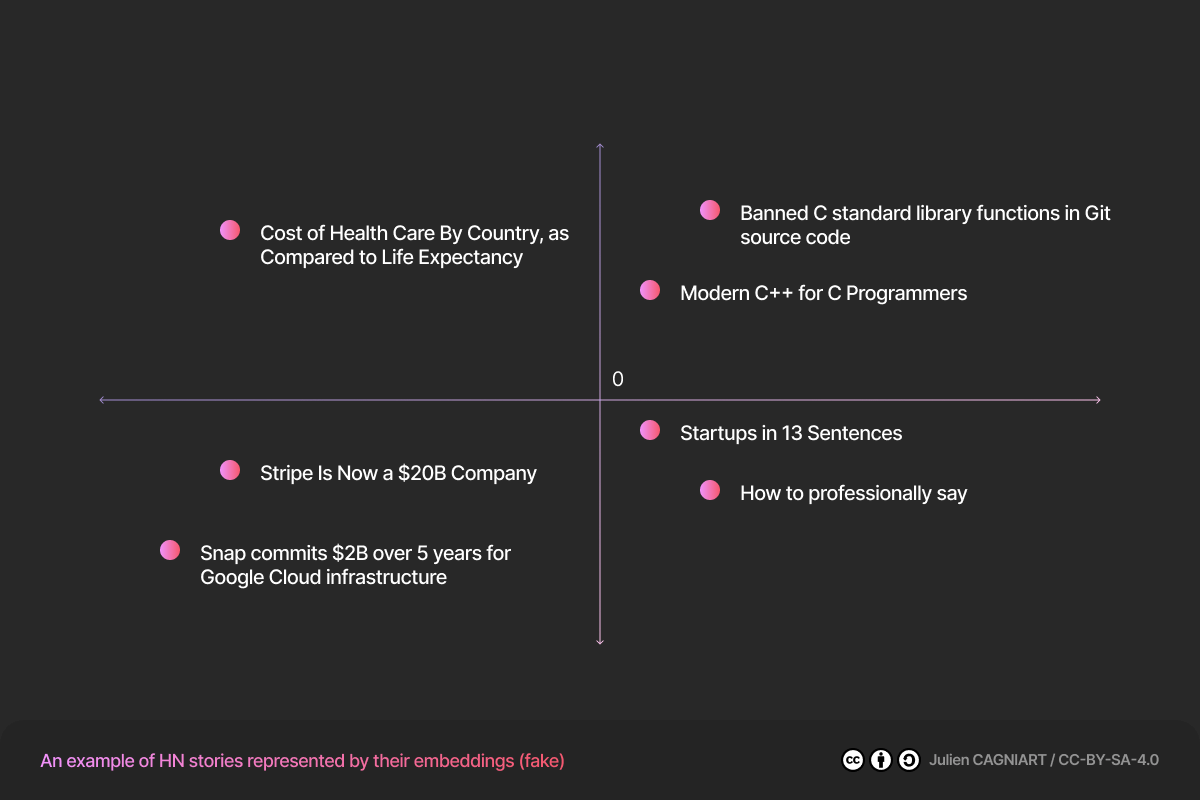 Banned C standard library functions in Git
source code
Cost of Health Care By Country, as
Compared to Life Expectancy
Modern C++ for C Programmers
0
Startups in 13 Sentences
Stripe Is Now a $20B Company
How to professionally say
Snap commits $2B over 5 years for
Google Cloud infrastructure
An example of HN stories represented by their embeddings (fake)
cc
Julien CAGNIART / CC-BY-SA-4.0